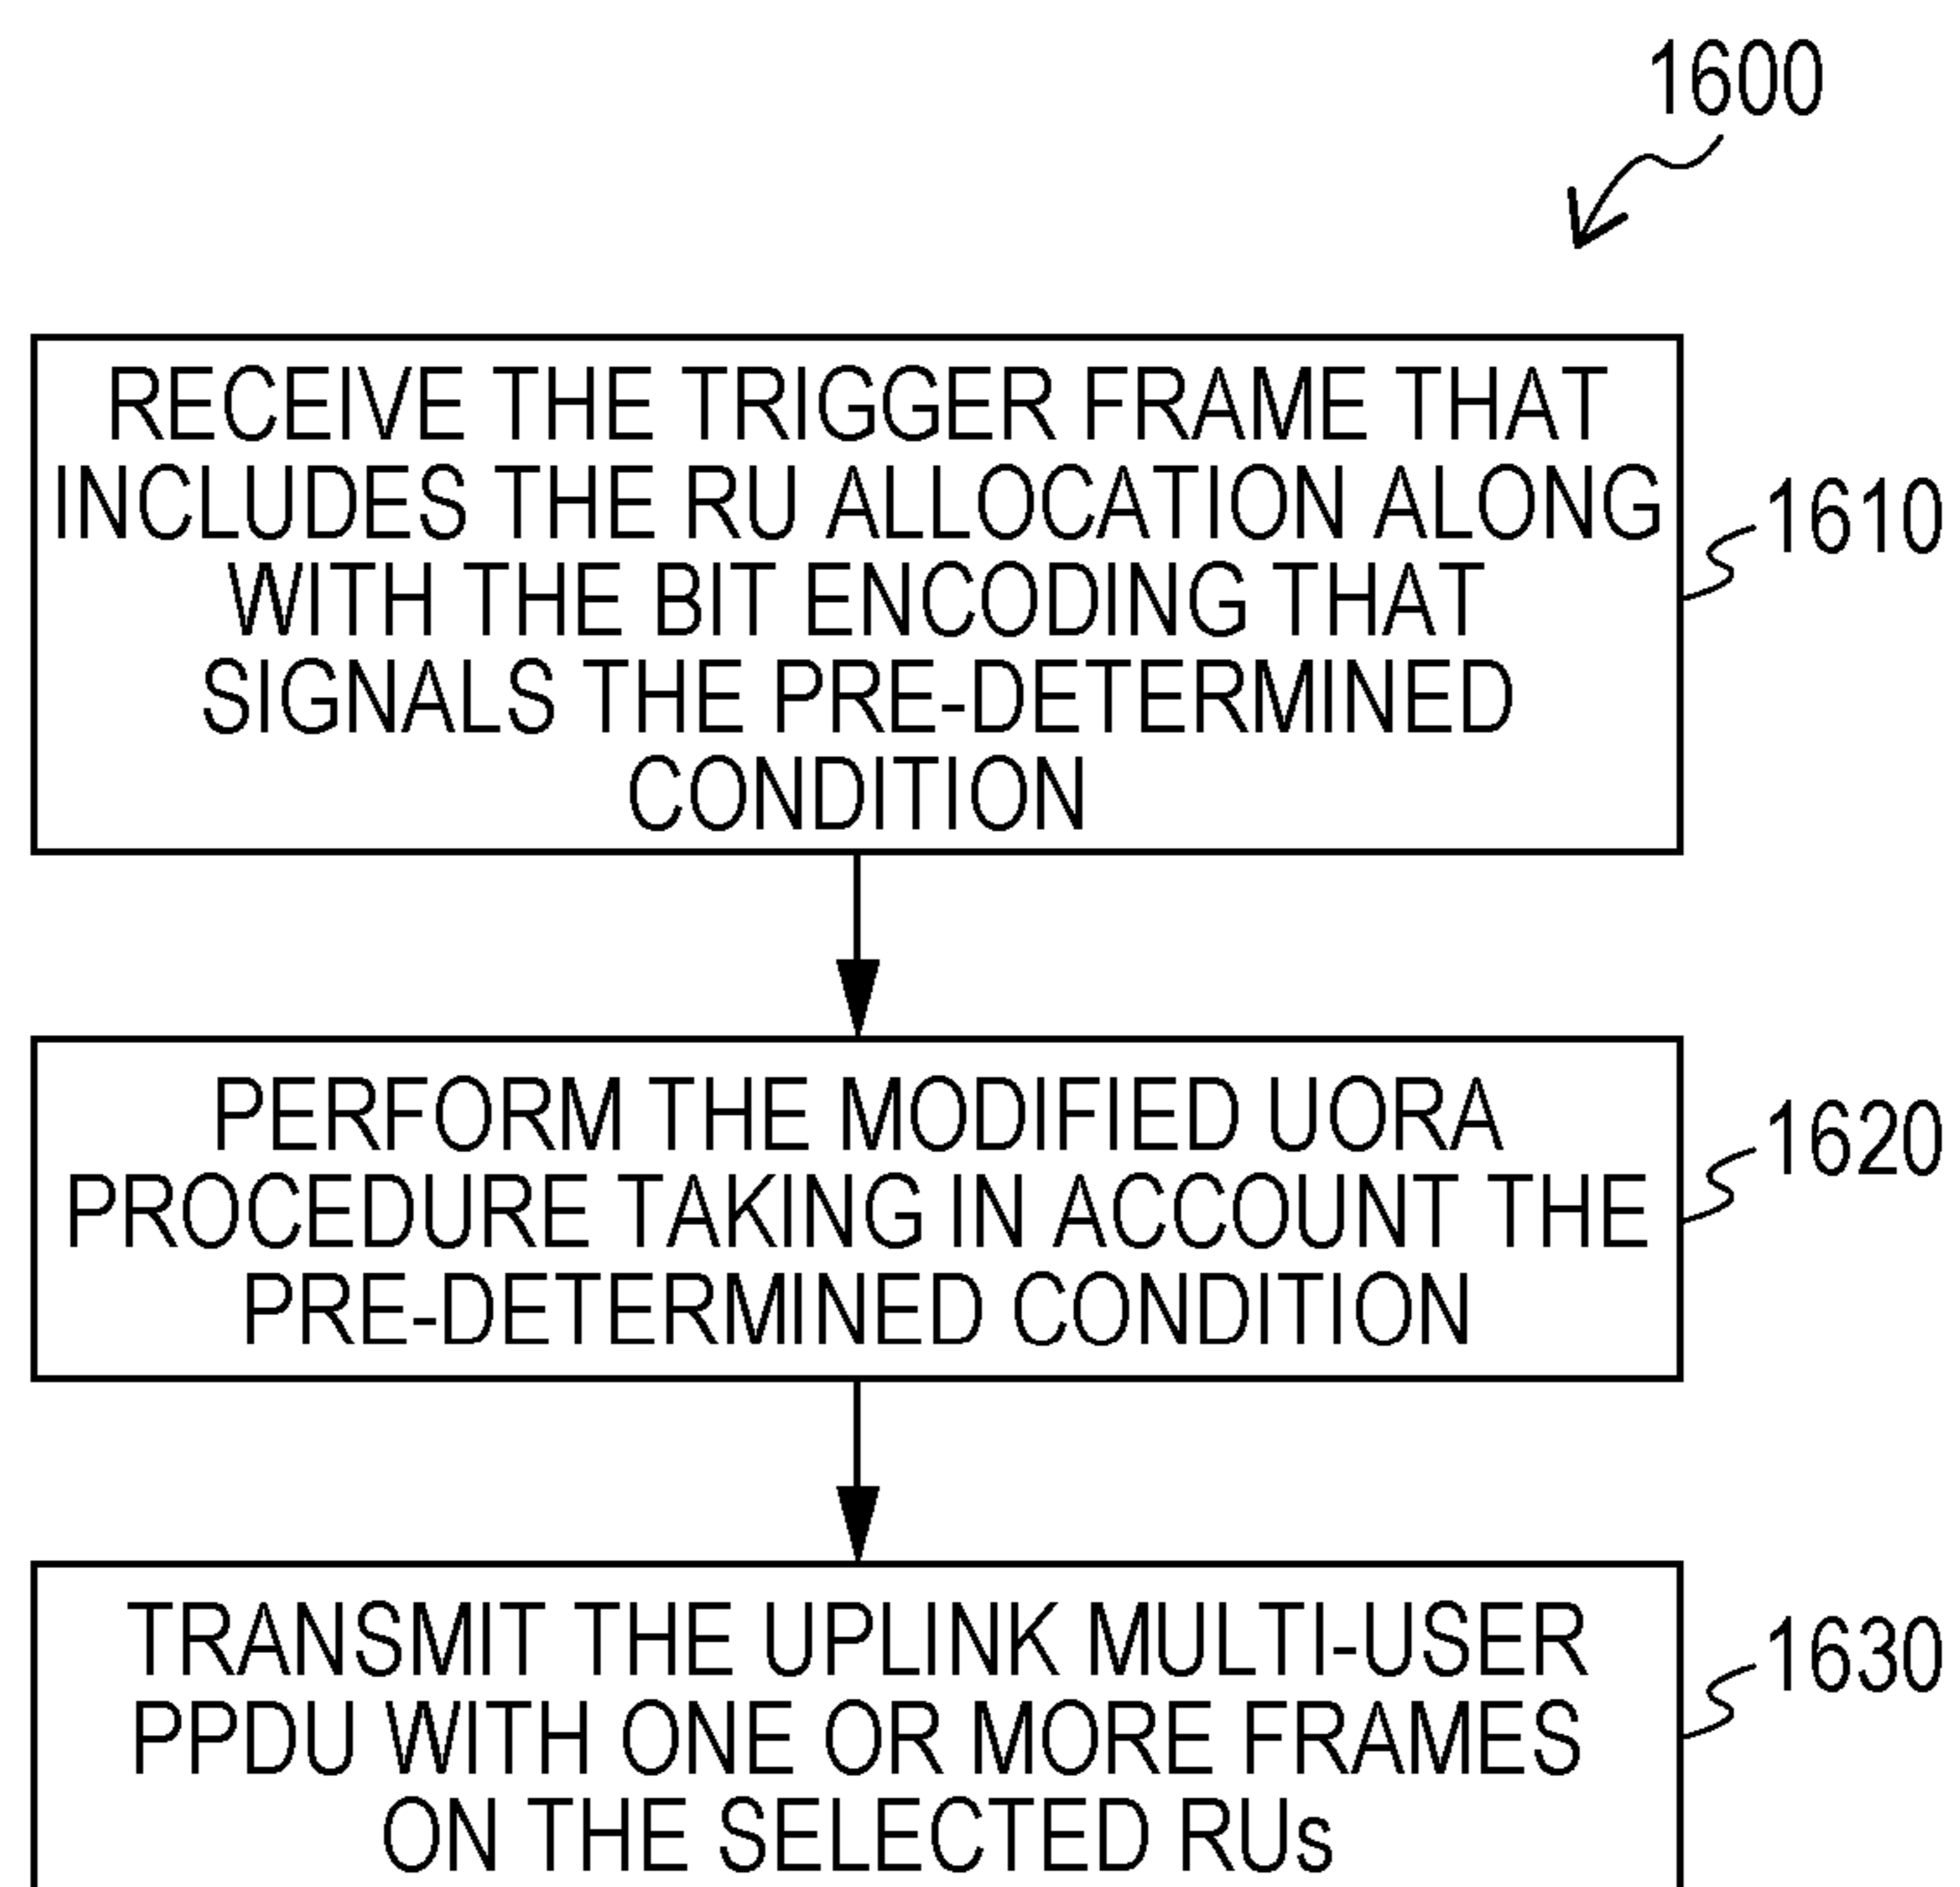 1600
RECEIVE THE TRIGGER FRAME THAT
INCLUDES THE RU ALLOCATION ALONG
WITH THE BIT ENCODING THAT
SIGNALS THE PRE-DETERMINED
CONDITION
1610
PERFORM THE MODIFIED UORA
PROCEDURE TAKING IN ACCOUNT THE
PRE-DETERMINED CONDITION
1620
TRANSMIT THE UPLINK MULTI-USER
PPDU WITH ONE OR MORE FRAMES
ON THE SELECTED RUs
1630